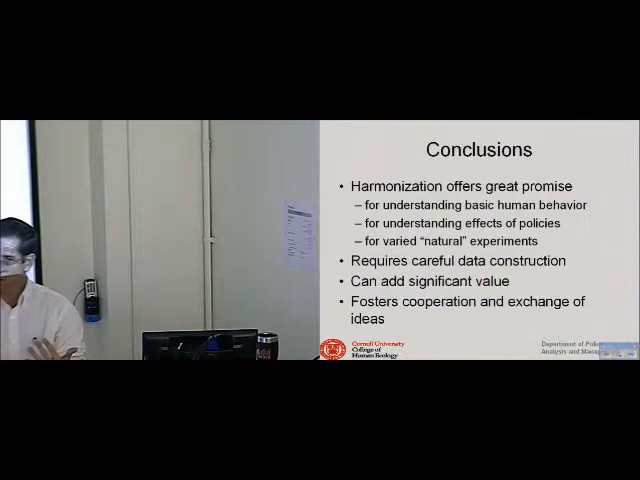 Conclusions
• Harmonization offers great promise
– for understanding basic human behavior
– for understanding effects of policies
– for varied “natural” experiments
• Requires careful data construction
• Can add significant value
• Fosters cooperation and exchange of
ideas
Cornell University
College of
Human Ecology
Department of
Analysis and